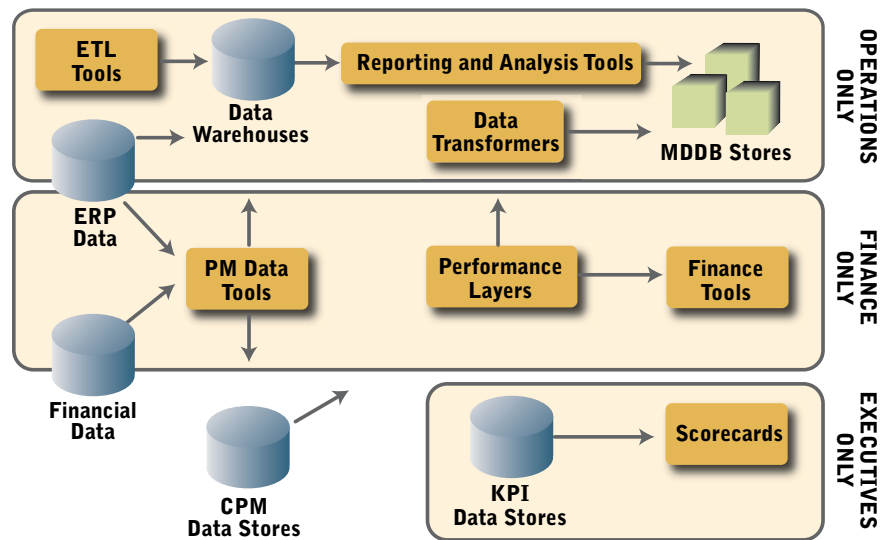 ETL
Tools
Data
Warehouses
Reporting and Analysis Tools
Data
Transformers
MDDB Stores
OPERATIONS
ONLY
ERP
Data
PM Data
Tools
Performance
Layers
Finance
Tools
FINANCE
ONLY
Financial
Data
CPM
Data Stores
KPI
Data Stores
Scorecards
EXECUTIVES
ONLY